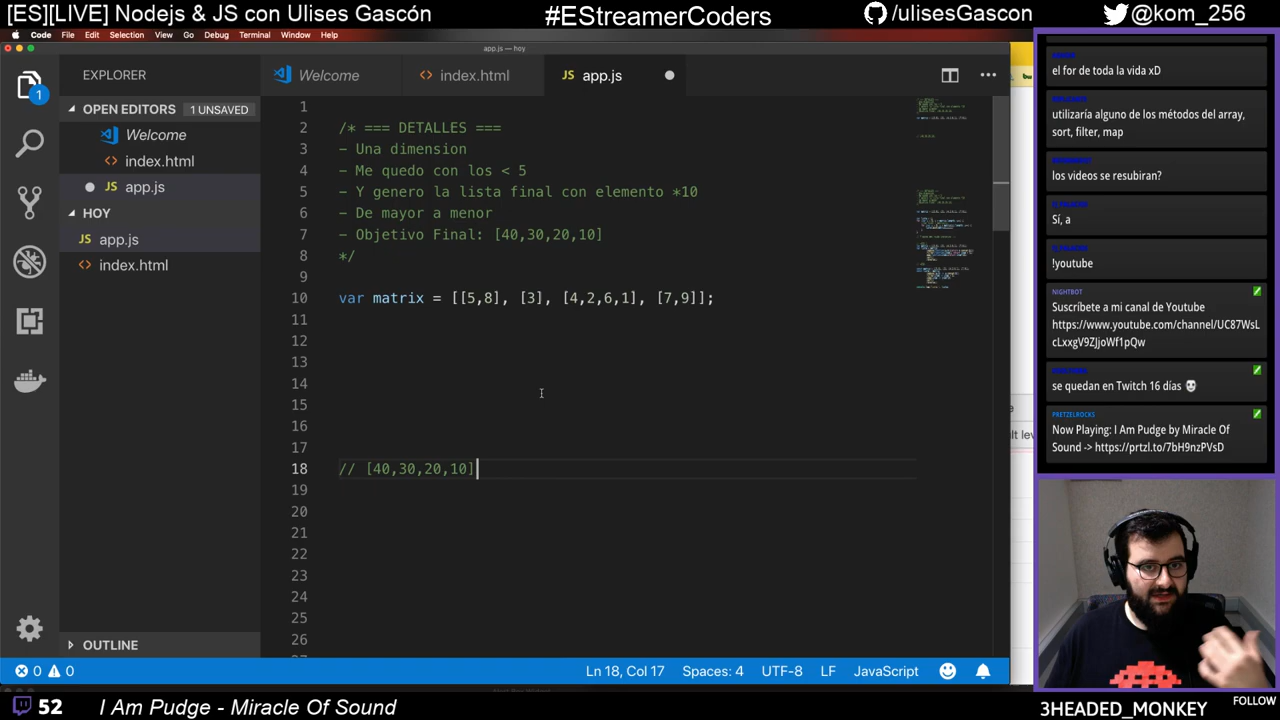 [ES][LIVE] Nodejs & JS con Ulises Gascón
#EStreamerCoders
/ulisesGascon
@kom_256
Code File Edit Selection View Go Debug Terminal Window Help
app.js — hoy
EXPLORER
Welcome
index.html
app.js
OPEN EDITORS 1 UNSAVED
Welcome
index.html
JS app.js
HOY
JS app.js
index.html
OUTLINE
1
2 /* === DETALLES ===
3 - Una dimension
4 - Me quedo con los < 5
5 - Y genero la lista final con elemento *10
6 - De mayor a menor
7 - Objetivo Final: [40,30,20,10]
8 */
9
10 var matrix = [[5,8], [3], [4,2,6,1], [7,9]];
11
12
13
14
15
16
17
18 // [40,30,20,10]
19
20
21
22
23
24
25
26
el for de toda la vida xD
utilizaría alguno de los métodos del array,
sort, filter, map
los videos se resubiran?
Sí, a
!youtube
NIGHTBOT
Suscríbete a mi canal de Youtube
https://www.youtube.com/channel/UC87WsL
cLxxgV9ZJjoWf1pQw
se quedan en Twitch 16 días
PRETZELROCKS
Now Playing: I Am Pudge by Miracle Of
Sound -> https://prtzl.to/7bH9nzPVsD
0 0
Ln 18, Col 17 Spaces: 4 UTF-8 LF JavaScript
52 I Am Pudge - Miracle Of Sound
3HEADED_MONKEY FOLLOW